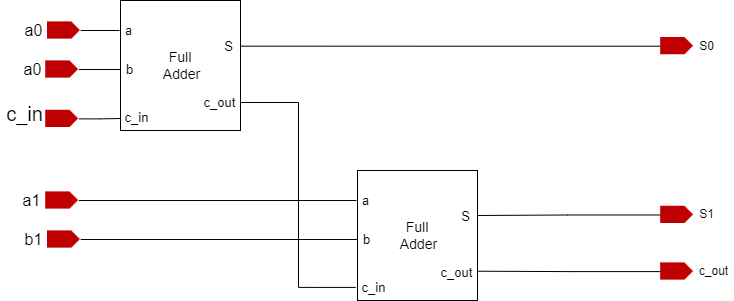 a0
a
S
S0
Full
Adder
a0
b
c_out
c_in
c_in
a1
a
S
S1
Full
Adder
b1
b
c_out
c_out
c_in